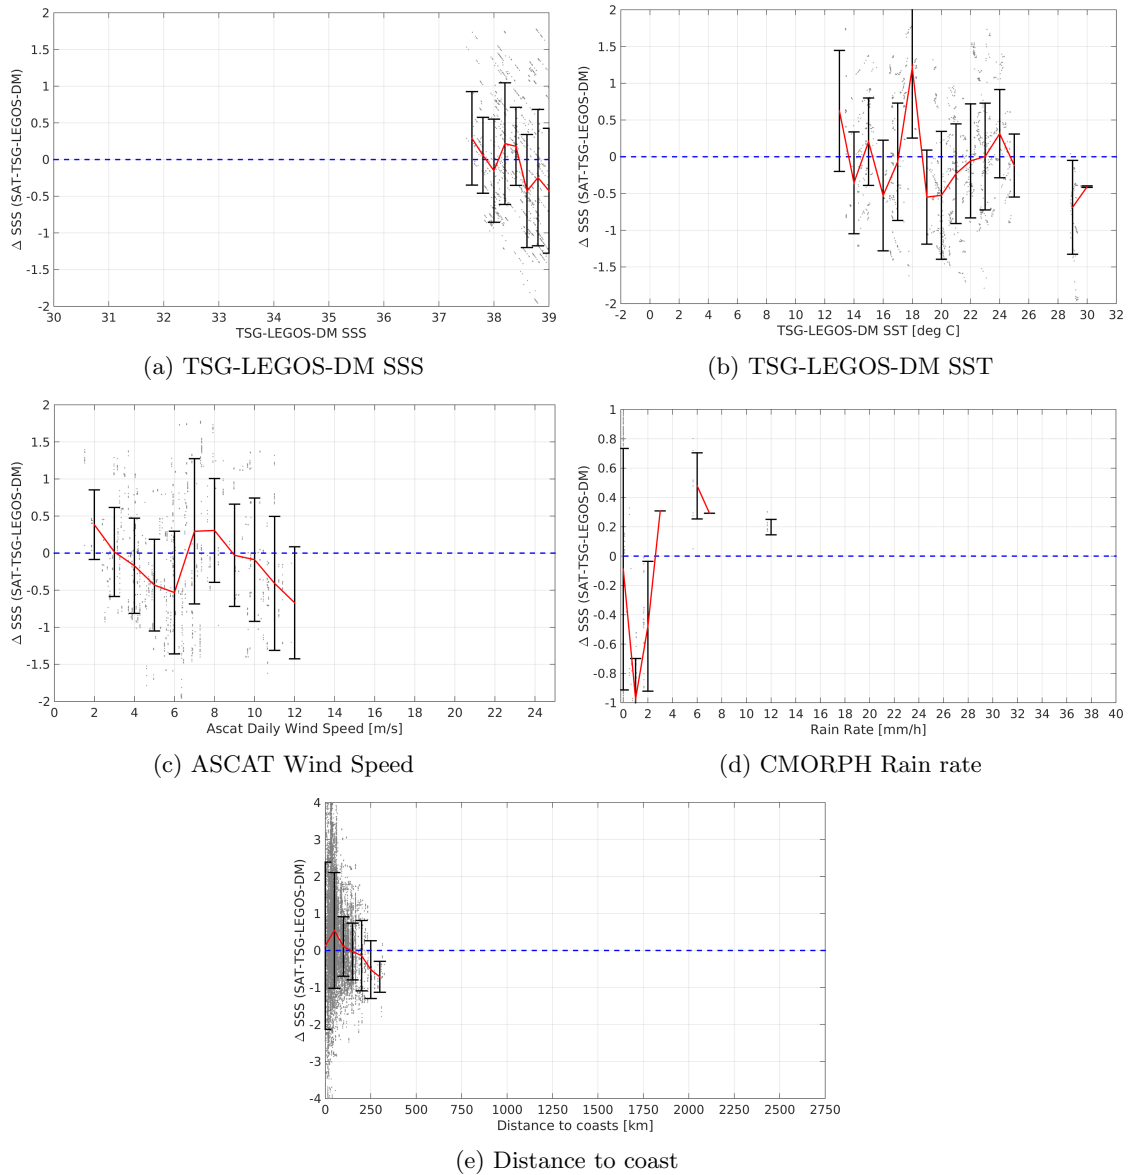 2
1.5
1
0.5
0
-0.5
-1
-1.5
-2
Δ SSS (SAT-TSG-LEGOS-DM)
30 31 32 33 34 35 36 37 38 39
TSG-LEGOS-DM SSS
(a) TSG-LEGOS-DM SSS
2
1.5
1
0.5
0
-0.5
-1
-1.5
-2
Δ SSS (SAT-TSG-LEGOS-DM)
-2 0 2 4 6 8 10 12 14 16 18 20 22 24 26 28 30 32
TSG-LEGOS-DM SST [deg C]
(b) TSG-LEGOS-DM SST
2
1.5
1
0.5
0
-0.5
-1
-1.5
-2
Δ SSS (SAT-TSG-LEGOS-DM)
0 2 4 6 8 10 12 14 16 18 20 22 24
Ascat Daily Wind Speed [m/s]
(c) ASCAT Wind Speed
1
0.8
0.6
0.4
0.2
0
-0.2
-0.4
-0.6
-0.8
-1
Δ SSS (SAT-TSG-LEGOS-DM)
0 2 4 6 8 10 12 14 16 18 20 22 24 26 28 30 32 34 36 38 40
Rain Rate [mm/h]
(d) CMORPH Rain rate
4
3
2
1
0
-1
-2
-3
-4
Δ SSS (SAT-TSG-LEGOS-DM)
0 250 500 750 1000 1250 1500 1750 2000 2250 2500 2750
Distance to coasts [km]
(e) Distance to coast